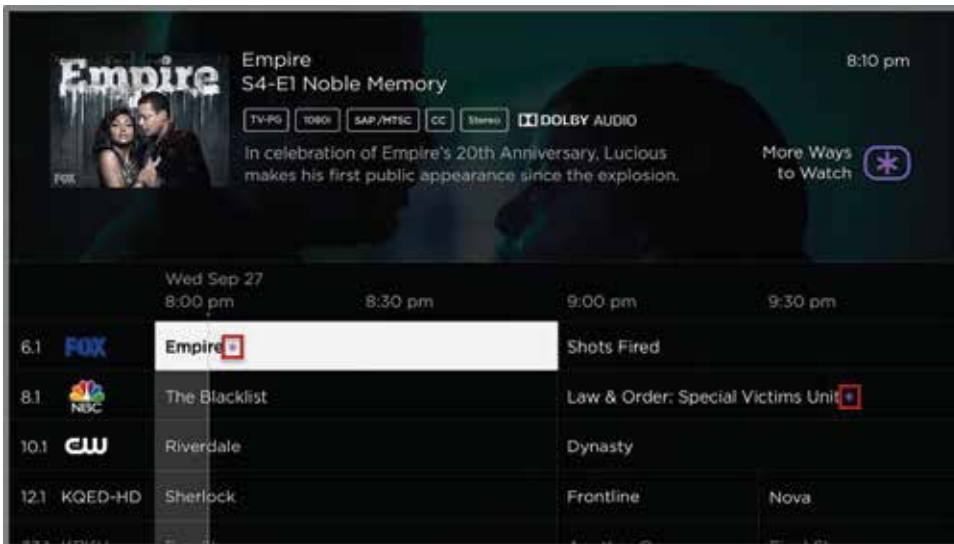 Empire
FOX
Empire
S4-E1 Noble Memory
8:10 pm
TV-PG 1080i SAP/HTSC CC Stereo DOLBY AUDIO
In celebration of Empire's 20th Anniversary, Lucious
makes his first public appearance since the explosion.
More Ways
to Watch *
Wed Sep 27
8:00 pm 8:30 pm 9:00 pm 9:30 pm
6.1 FOX Empire * Shots Fired
8.1 NBC The Blacklist Law & Order: Special Victims Unit *
10.1 CW Riverdale Dynasty
12.1 KQED-HD Sherlock Frontline Nova